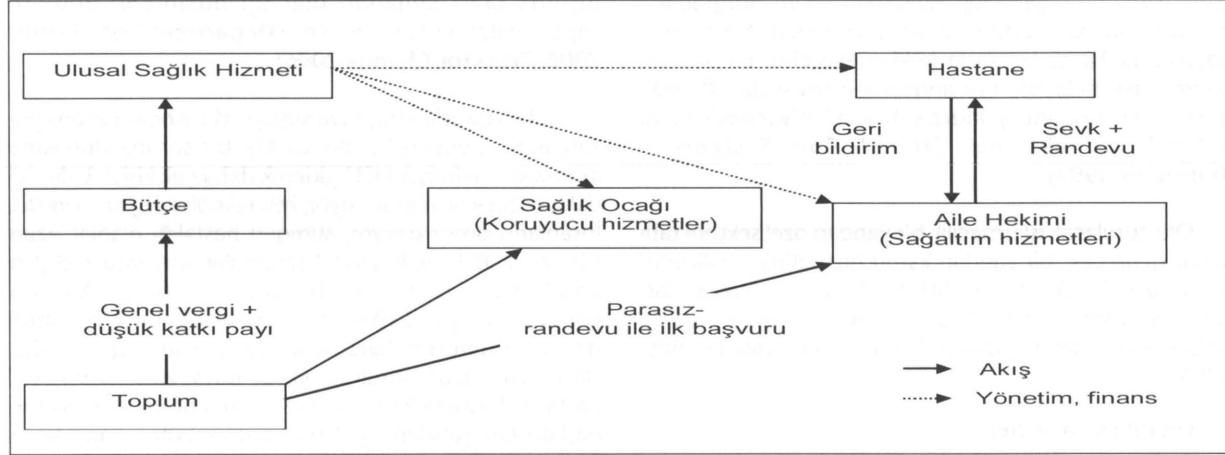 Ulusal Sağlık Hizmeti
Hastane
Geri
bildirim
Sevk +
Randevu
Bütçe
Sağlık Ocağı
(Koruyucu hizmetler)
Aile Hekimi
(Sağaltım hizmetleri)
Genel vergi +
düşük katkı payı
Parasız-
randevu ile ilk başvuru
Toplum
Akış
Yönetim, finans